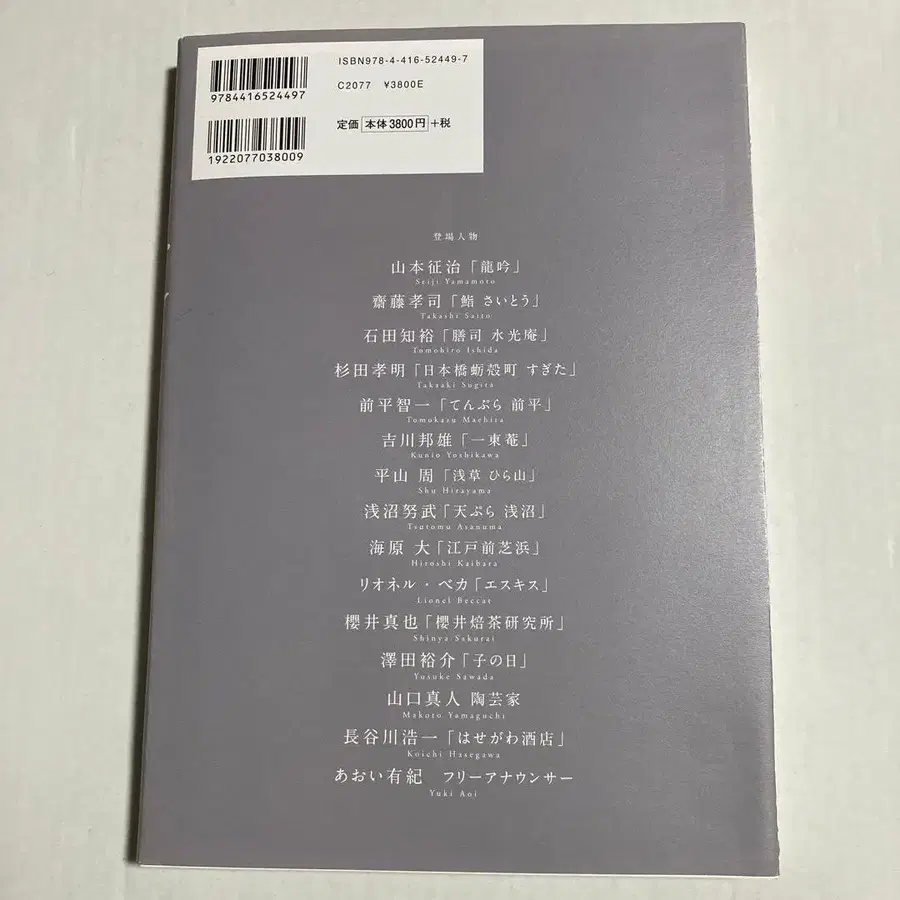 ISBN978-4-416-52449-7
9784416524497
C2077 ¥3800E
定価 本体3800円 +税
1922077038009
登場人物
山本征治「龍吟」
Seiji Yamamoto
齋藤孝司「鮨 さいとう」
Takashi Saito
石田知裕「膳司 水光庵」
Tomohiro Ishida
杉田孝明「日本橋蛎殻町 すぎた」
Takaaki Sugita
前平智一「てんぷら 前平」
Tomokazu Maehira
吉川邦雄「一東菴」
Kunio Yoshikawa
平山 周「浅草 ひら山」
Shu Hirayama
浅沼努武「天ぷら 浅沼」
Tsutomu Asanuma
海原 大「江戸前芝浜」
Hiroshi Kaibara
リオネル・ベカ「エスキス」
Lionel Beccat
櫻井真也「櫻井焙茶研究所」
Shinya Sakurai
澤田裕介「子の日」
Yusuke Sawada
山口真人 陶芸家
Makoto Yamaguchi
長谷川浩一「はせがわ酒店」
Koichi Hasegawa
あおい有紀 フリーアナウンサー
Yuki Aoi